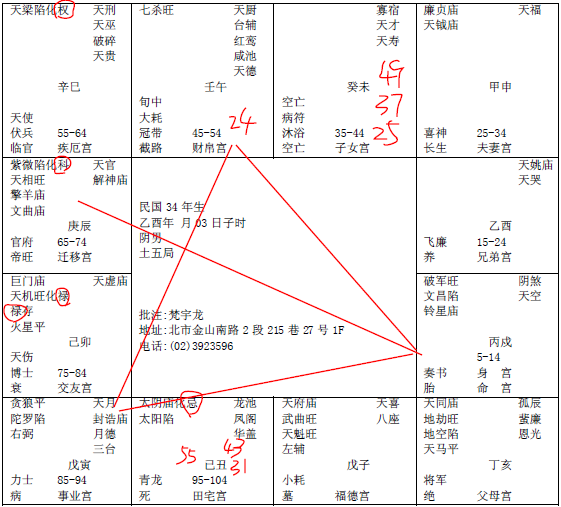 天梁陷化权 天刑
天巫
破碎
天贵
辛巳
天使
伏兵 55-64
临官 疾厄宫
七杀旺 天厨
台辅
红鸾
咸池
天德
壬午
旬中
大耗 24
冠带 45-54
截路 财帛宫
寡宿
天才
天寿
49
癸未
空亡 37
病符
沐浴 35-44 25
空亡 子女宫
廉贞庙 天福
天钺庙
甲申
喜神 25-34
长生 夫妻宫
紫微陷化科 天官
天相旺 解神庙
擎羊庙
文曲庙
庚辰
官府 65-74
帝旺 迁移宫
民国 34 年生
乙酉年 月 03 日子时
阴男
土五局
批注:梵宇龙
地址:北市金山南路 2 段 215 巷 27 号 1F
电话:(02)3923596
天姚庙
天哭
乙酉
飞廉 15-24
养 兄弟宫
巨门庙 天虚庙
天机旺化禄
禄存
火星平
己卯
天伤
博士 75-84
衰 交友宫
破军旺 阴煞
文昌陷 天空
铃星庙
丙戌
5-14
奏书 身 宫
胎 命 宫
贪狼平 天月
陀罗陷 封诰庙
右弼 月德
三台
戊寅
力士 85-94
病 事业宫
太阴庙化忌 龙池
太阳陷 凤阁
华盖
55 43
己丑 31
青龙 95-104
死 田宅宫
天府庙 天喜
武曲旺 八座
天魁旺
左辅
戊子
小耗
墓 福德宫
天同庙 孤辰
地劫旺 蜚廉
地空陷 恩光
天马平
丁亥
将军
绝 父母宫